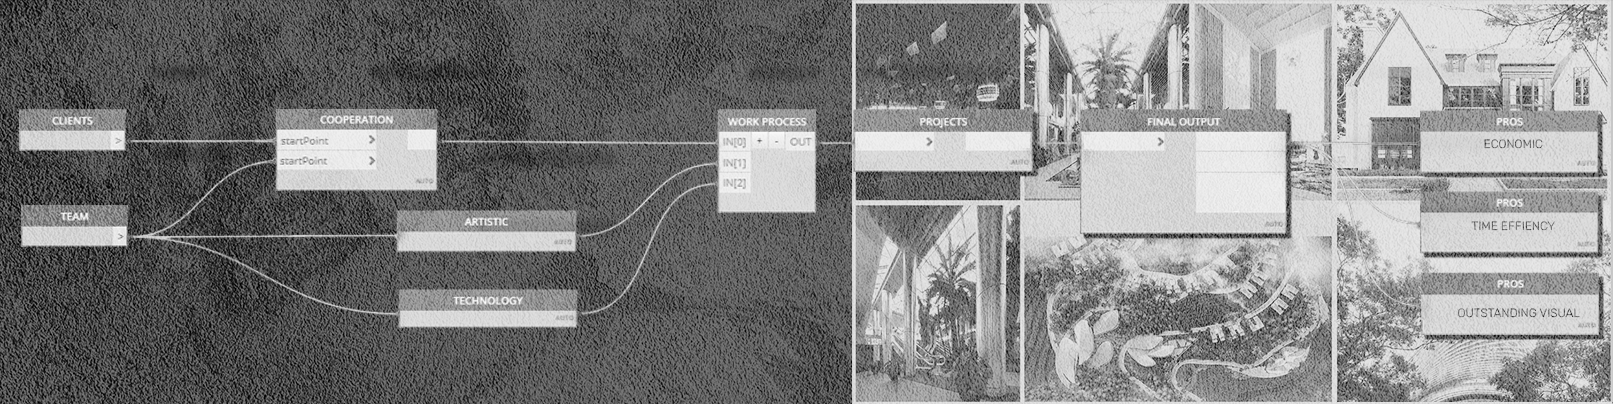 CLIENTS
>
TEAM
>
COOPERATION
startPoint >
startPoint >
AUTO
ARTISTIC
AUTO
TECHNOLOGY
AUTO
WORK PROCESS
IN[0] + - OUT
IN[1]
IN[2]
PROJECTS
>
AUTO
FINAL OUTPUT
>
AUTO
PROS
ECONOMIC
AUTO
PROS
TIME EFFIENCY
AUTO
PROS
OUTSTANDING VISUAL
AUTO